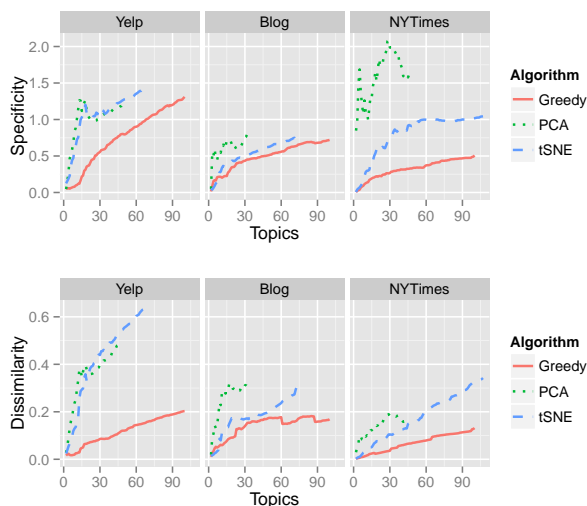 Yelp Blog NYTimes
2.0
1.5
1.0
0.5
0.0
Specificity
0 30 60 90 0 30 60 90 0 30 60 90
Topics
Algorithm
Greedy
PCA
tSNE
Yelp Blog NYTimes
0.6
0.4
0.2
0.0
Dissimilarity
0 30 60 90 0 30 60 90 0 30 60 90
Topics
Algorithm
Greedy
PCA
tSNE